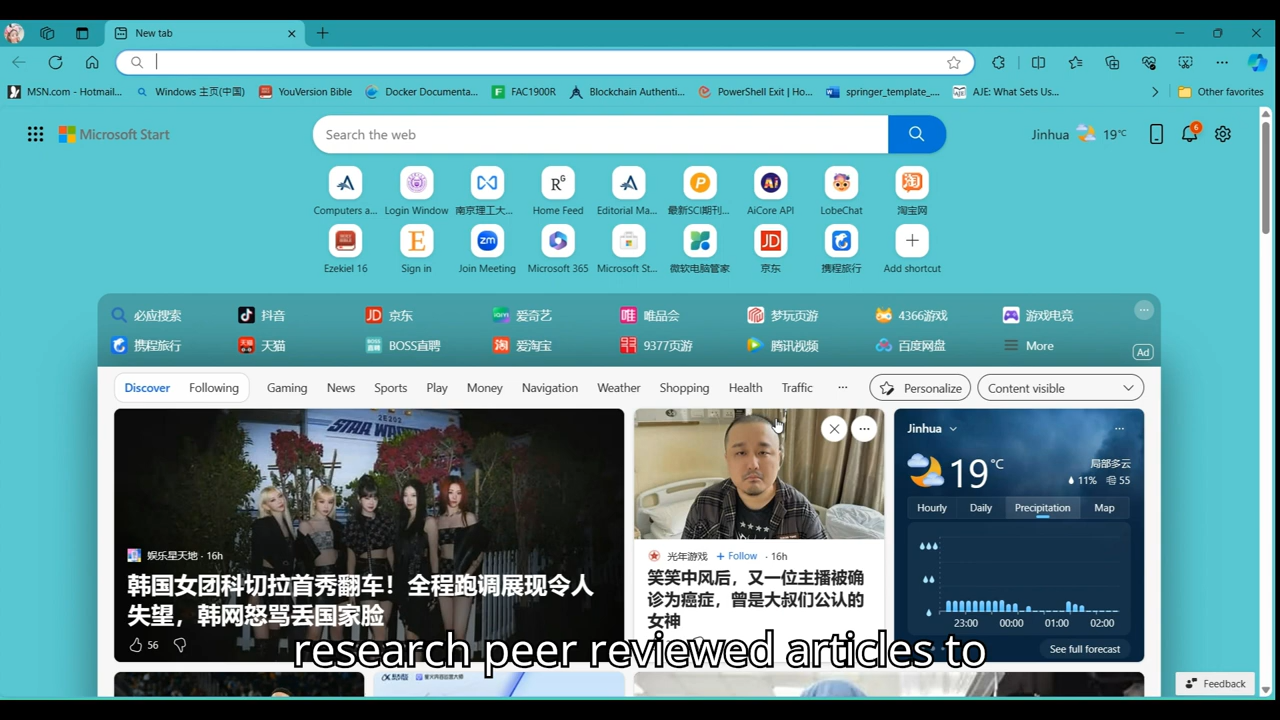 New tab
MSN.com - Hotmail...
Windows 主页(中国)
YouVersion Bible
Docker Documenta...
FAC1900R
Blockchain Authenti...
PowerShell Exit | Ho...
springer_template_...
AJE: What Sets Us...
Other favorites
Microsoft Start
Search the web
Jinhua
19°C
6
Computers a...
Login Window
南京理工大...
Home Feed
Editorial Ma...
最新SCI期刊...
AiCore API
LobeChat
淘宝网
Ezekiel 16
Sign in
Join Meeting
Microsoft 365
Microsoft St...
微软电脑管家
京东
携程旅行
Add shortcut
必应搜索
抖音
京东
爱奇艺
唯品会
梦玩页游
4366游戏
游戏电竞
携程旅行
天猫
BOSS直聘
爱淘宝
9377页游
腾讯视频
百度网盘
More
Ad
Discover
Following
Gaming
News
Sports
Play
Money
Navigation
Weather
Shopping
Health
Traffic
Personalize
Content visible
娱乐星天地 · 16h
韩国女团科切拉首秀翻车！全程跑调展现令人
失望，韩网怒骂丢国家脸
56
光年游戏 + Follow · 16h
笑笑中风后，又一位主播被确
诊为癌症，曾是大叔们公认的
女神
Jinhua
19°C
局部多云
11% 55
Hourly
Daily
Precipitation
Map
23:00
00:00
01:00
02:00
See full forecast
research peer reviewed articles to
Feedback